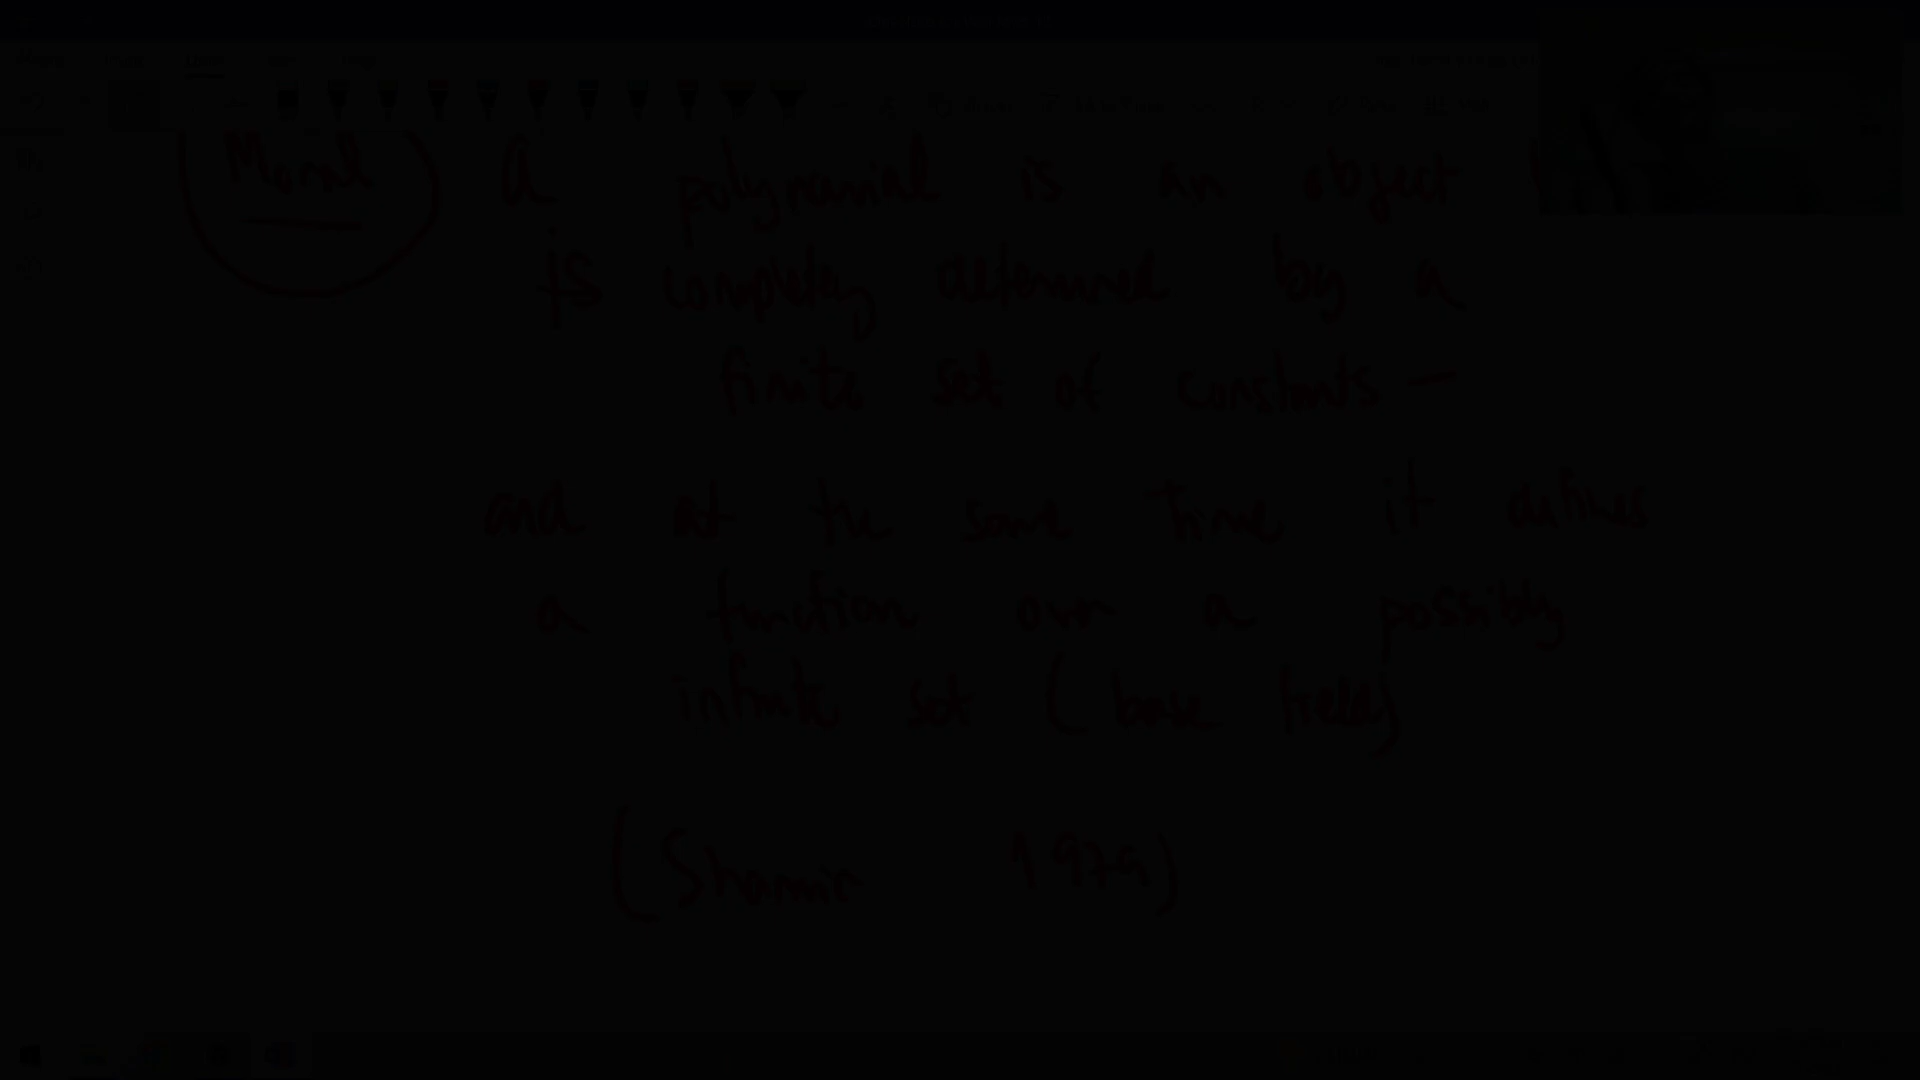 Moral
A polynomial is an object
is completely determined by a
finite set of constants —
and at the same time it defines
a function over a possibly
infinite set (base field)
(Shamir 1979)